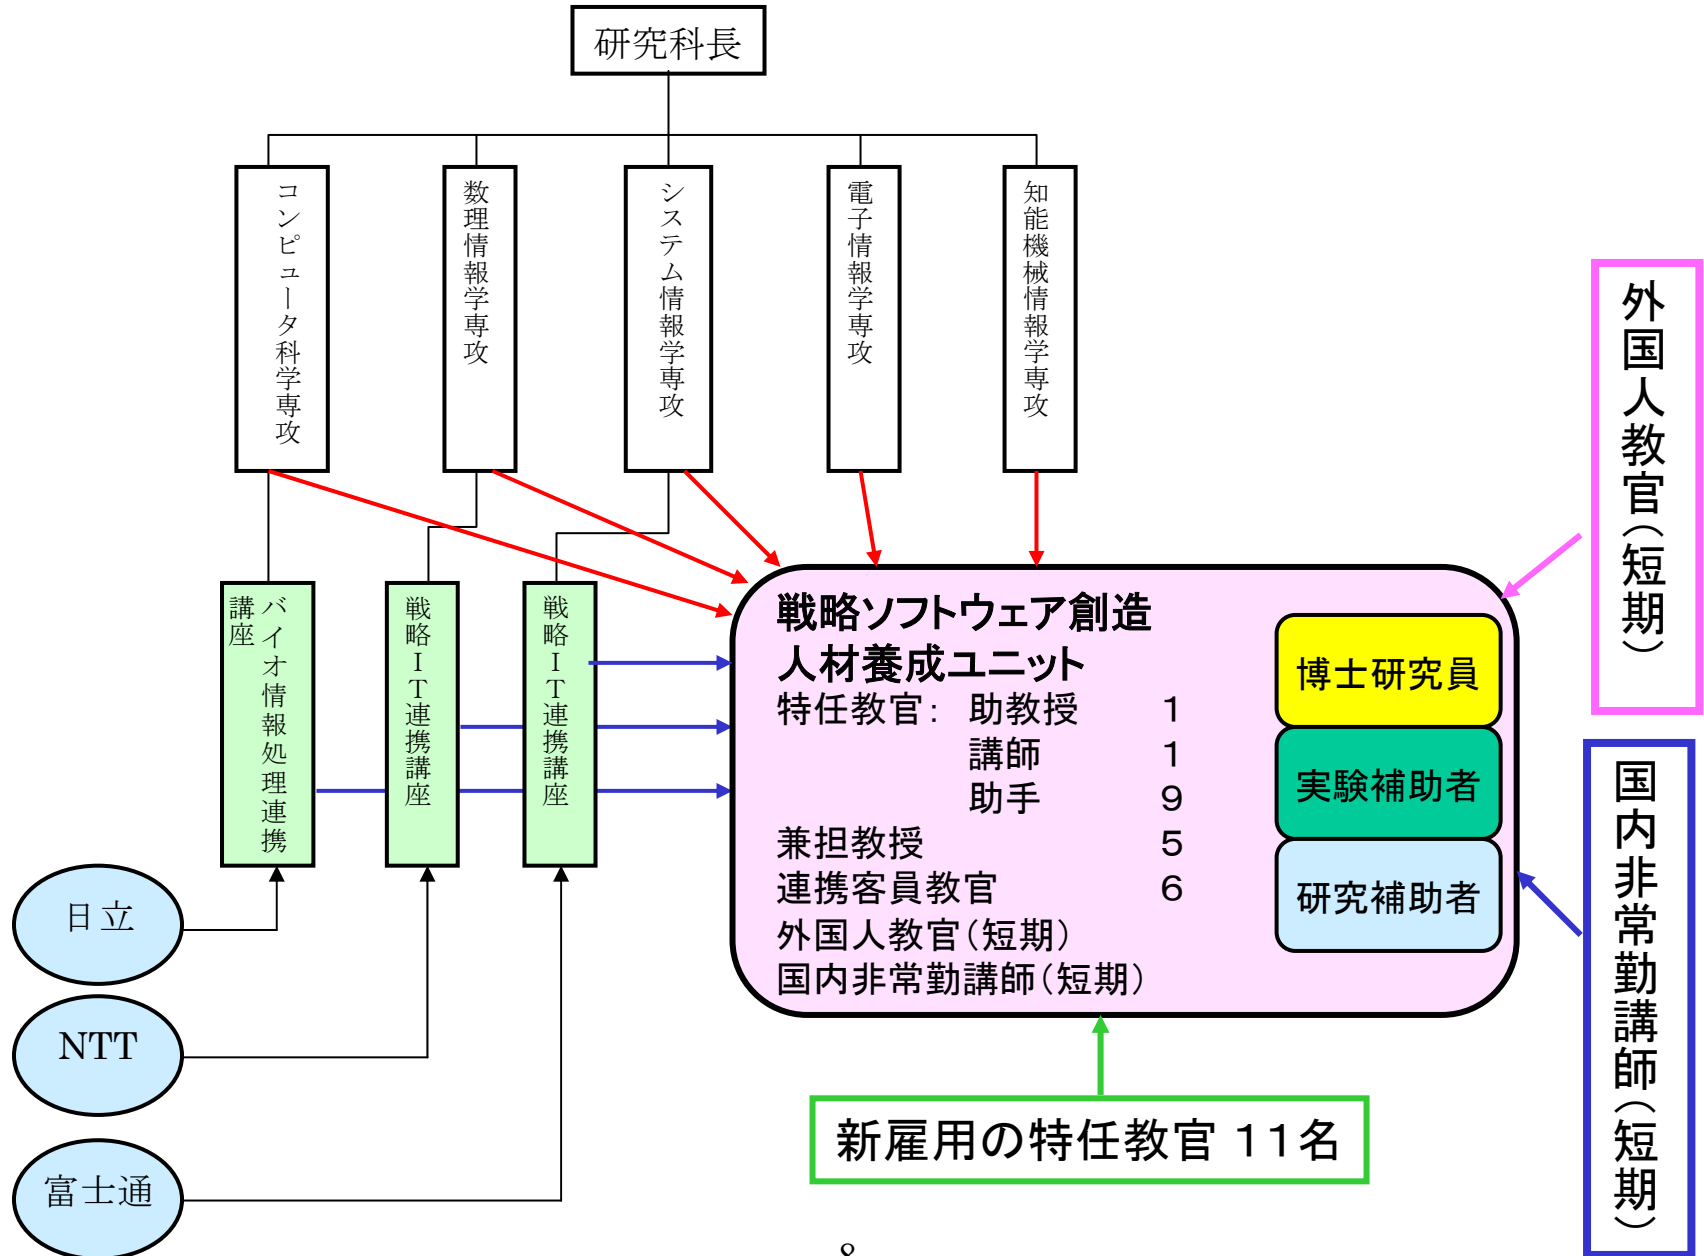 研究科長
コンピュータ科学専攻
数理情報学専攻
システム情報学専攻
電子情報学専攻
知能機械情報学専攻
バイオ情報処理連携
講座
戦略IT連携講座
戦略IT連携講座
日立
NTT
富士通
戦略ソフトウェア創造
人材養成ユニット
特任教官： 助教授 １
講師 １
助手 ９
兼担教授 ５
連携客員教官 ６
外国人教官（短期）
国内非常勤講師（短期）
博士研究員
実験補助者
研究補助者
外国人教官（短期）
国内非常勤講師（短期）
新雇用の特任教官 １１名
8